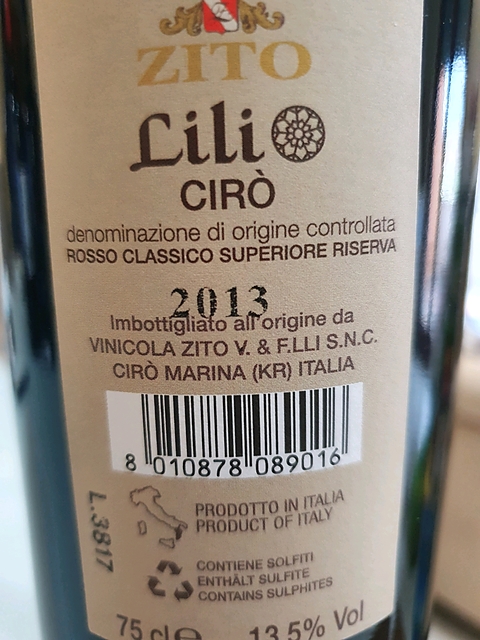 ZITO
Lilio
CIRÒ
denominazione di origine controllata
ROSSO CLASSICO SUPERIORE RISERVA
2013
Imbottigliato all'origine da
VINICOLA ZITO V. & F.LLI S.N.C.
CIRÒ MARINA (KR) ITALIA
8 010878 089016
L.3817
PRODOTTO IN ITALIA
PRODUCT OF ITALY
CONTIENE SOLFITI
ENTHÄLT SULFITE
CONTAINS SULPHITES
75 cl ℮ 13,5% Vol